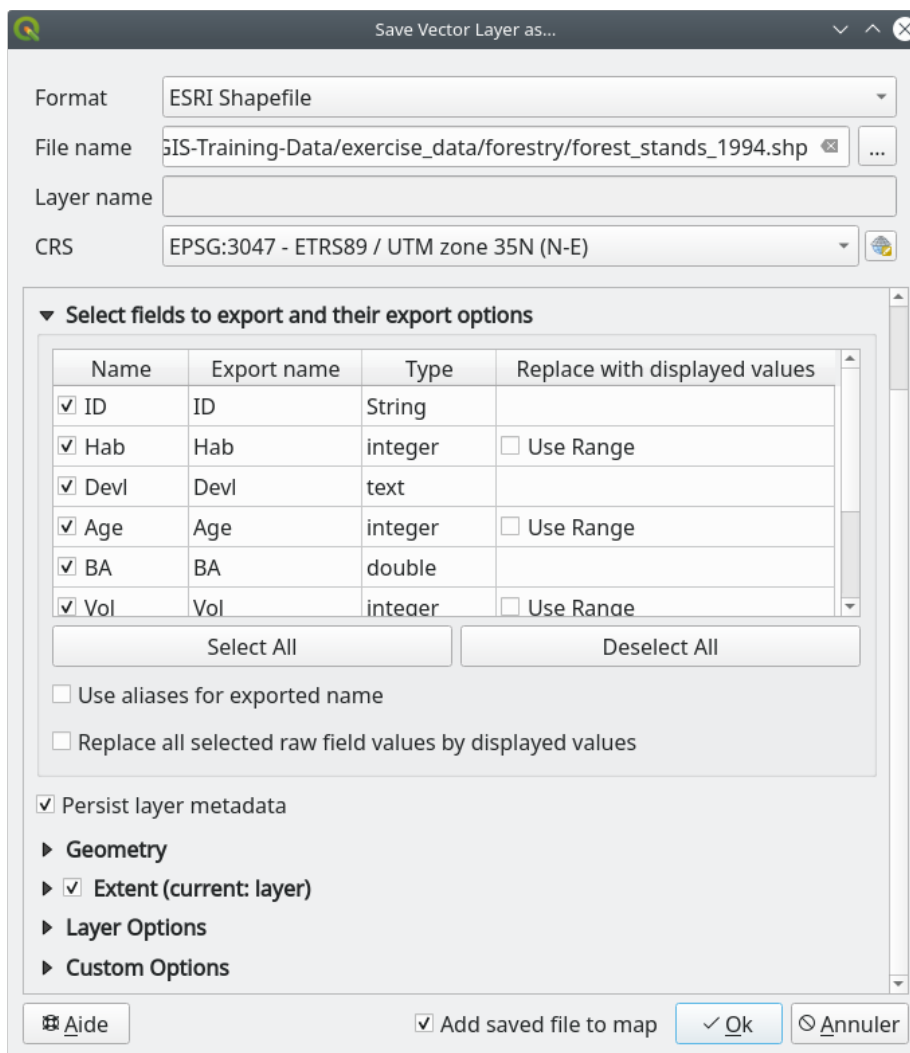 Save Vector Layer as...
Format ESRI Shapefile
File name GIS-Training-Data/exercise_data/forestry/forest_stands_1994.shp ...
Layer name
CRS EPSG:3047 - ETRS89 / UTM zone 35N (N-E)
Select fields to export and their export options
Name Export name Type Replace with displayed values
ID ID String
Hab Hab integer Use Range
Devl Devl text
Age Age integer Use Range
BA BA double
Vol Vol integer Use Range
Select All Deselect All
Use aliases for exported name
Replace all selected raw field values by displayed values
Persist layer metadata
Geometry
Extent (current: layer)
Layer Options
Custom Options
Aide Add saved file to map Ok Annuler